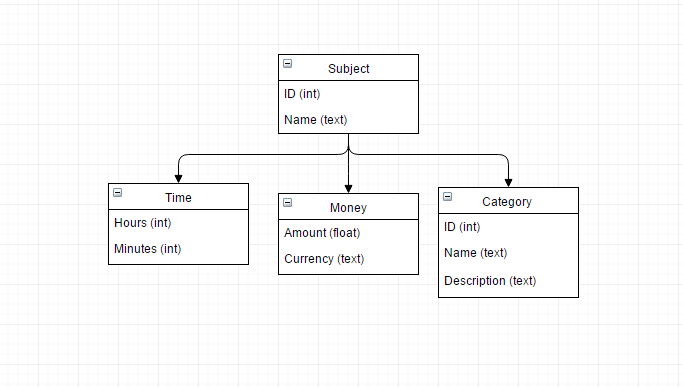 Subject
ID (int)
Name (text)
Time
Hours (int)
Minutes (int)
Money
Amount (float)
Currency (text)
Category
ID (int)
Name (text)
Description (text)